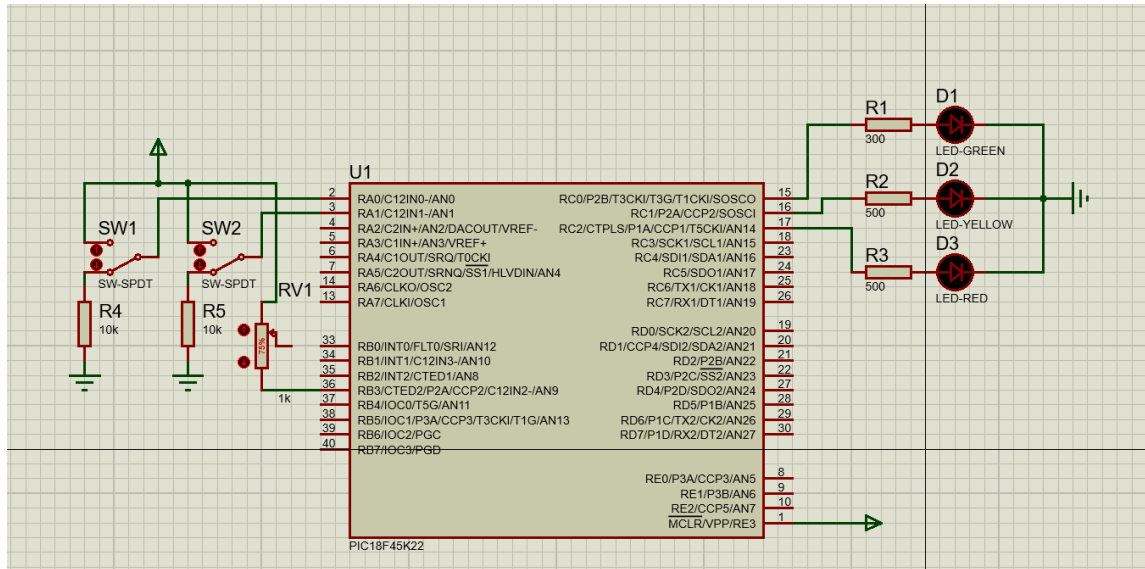 U1
2 RA0/C12IN0-/AN0
3 RA1/C12IN1-/AN1
4 RA2/C2IN+/AN2/DACOUT/VREF-
5 RA3/C1IN+/AN3/VREF+
6 RA4/C1OUT/SRQ/T0CKI
7 RA5/C2OUT/SRNQ/SS1/HLVDIN/AN4
14 RA6/CLKO/OSC2
13 RA7/CLKI/OSC1
33 RB0/INT0/FLT0/SRI/AN12
34 RB1/INT1/C12IN3-/AN10
35 RB2/INT2/CTED1/AN8
36 RB3/CTED2/P2A/CCP2/C12IN2-/AN9
37 RB4/IOC0/T5G/AN11
38 RB5/IOC1/P3A/CCP3/T3CKI/T1G/AN13
39 RB6/IOC2/PGC
40 RB7/IOC3/PGD
RC0/P2B/T3CKI/T3G/T1CKI/SOSCO 15
RC1/P2A/CCP2/SOSCI 16
RC2/CTPLS/P1A/CCP1/T5CKI/AN14 17
RC3/SCK1/SCL1/AN15 18
RC4/SDI1/SDA1/AN16 23
RC5/SDO1/AN17 24
RC6/TX1/CK1/AN18 25
RC7/RX1/DT1/AN19 26
RD0/SCK2/SCL2/AN20 19
RD1/CCP4/SDI2/SDA2/AN21 20
RD2/P2B/AN22 21
RD3/P2C/SS2/AN23 22
RD4/P2D/SDO2/AN24 27
RD5/P1B/AN25 28
RD6/P1C/TX2/CK2/AN26 29
RD7/P1D/RX2/DT2/AN27 30
RE0/P3A/CCP3/AN5 8
RE1/P3B/AN6 9
RE2/CCP5/AN7 10
MCLR/VPP/RE3 1
PIC18F45K22
SW1
SW-SPDT
SW2
SW-SPDT
R4
10k
R5
10k
RV1
75%
1k
R1
300
D1
LED-GREEN
R2
500
D2
LED-YELLOW
R3
500
D3
LED-RED